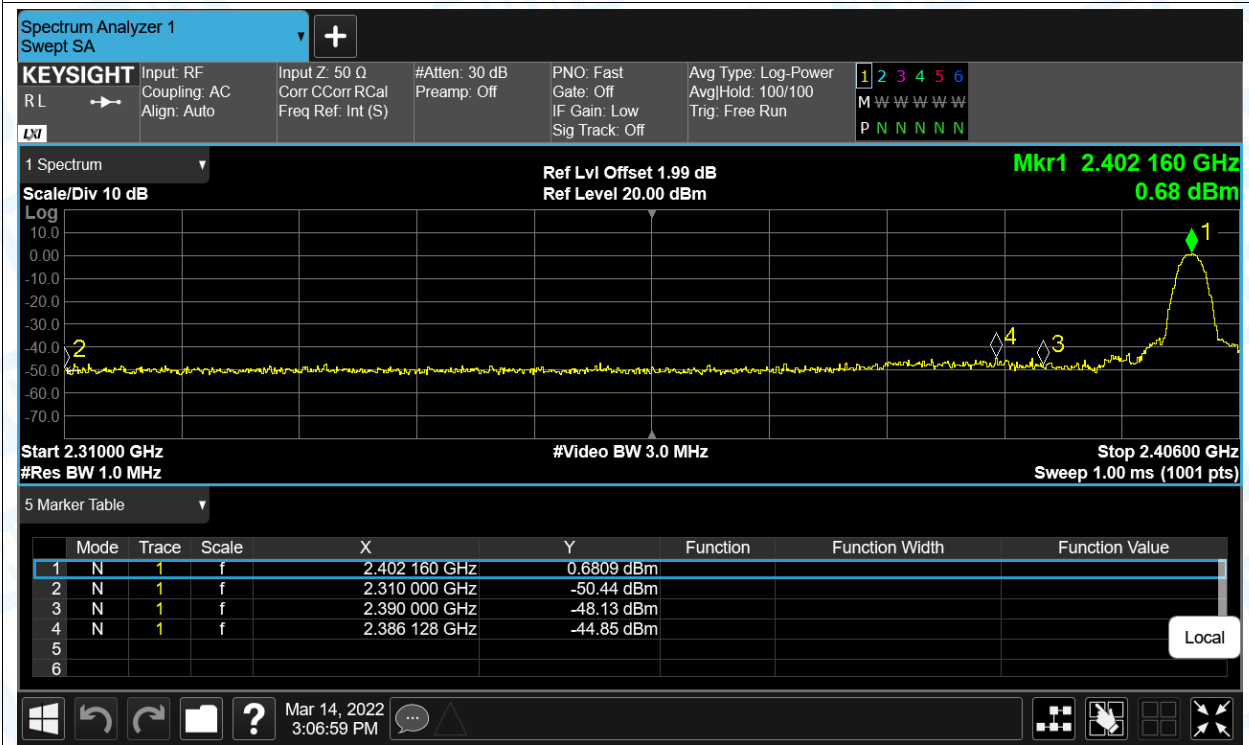 Spectrum Analyzer 1
Swept SA
KEYSIGHT
R L
LXI
Input: RF
Coupling: AC
Align: Auto
Input Z: 50 Ω
Corr CCorr RCal
Freq Ref: Int (S)
#Atten: 30 dB
Preamp: Off
PNO: Fast
Gate: Off
IF Gain: Low
Sig Track: Off
Avg Type: Log-Power
Avg|Hold: 100/100
Trig: Free Run
1 2 3 4 5 6
M W W W W W
P N N N N N
1 Spectrum
Scale/Div 10 dB
Ref Lvl Offset 1.99 dB
Ref Level 20.00 dBm
Mkr1 2.402 160 GHz
0.68 dBm
Log
10.0
0.00
-10.0
-20.0
-30.0
-40.0
-50.0
-60.0
-70.0
1
2
4
3
Start 2.31000 GHz
#Res BW 1.0 MHz
#Video BW 3.0 MHz
Stop 2.40600 GHz
Sweep 1.00 ms (1001 pts)
5 Marker Table
Mode Trace Scale X Y Function Function Width Function Value
1 N 1 f 2.402 160 GHz 0.6809 dBm
2 N 1 f 2.310 000 GHz -50.44 dBm
3 N 1 f 2.390 000 GHz -48.13 dBm
4 N 1 f 2.386 128 GHz -44.85 dBm
5
6
Local
?
Mar 14, 2022
3:06:59 PM